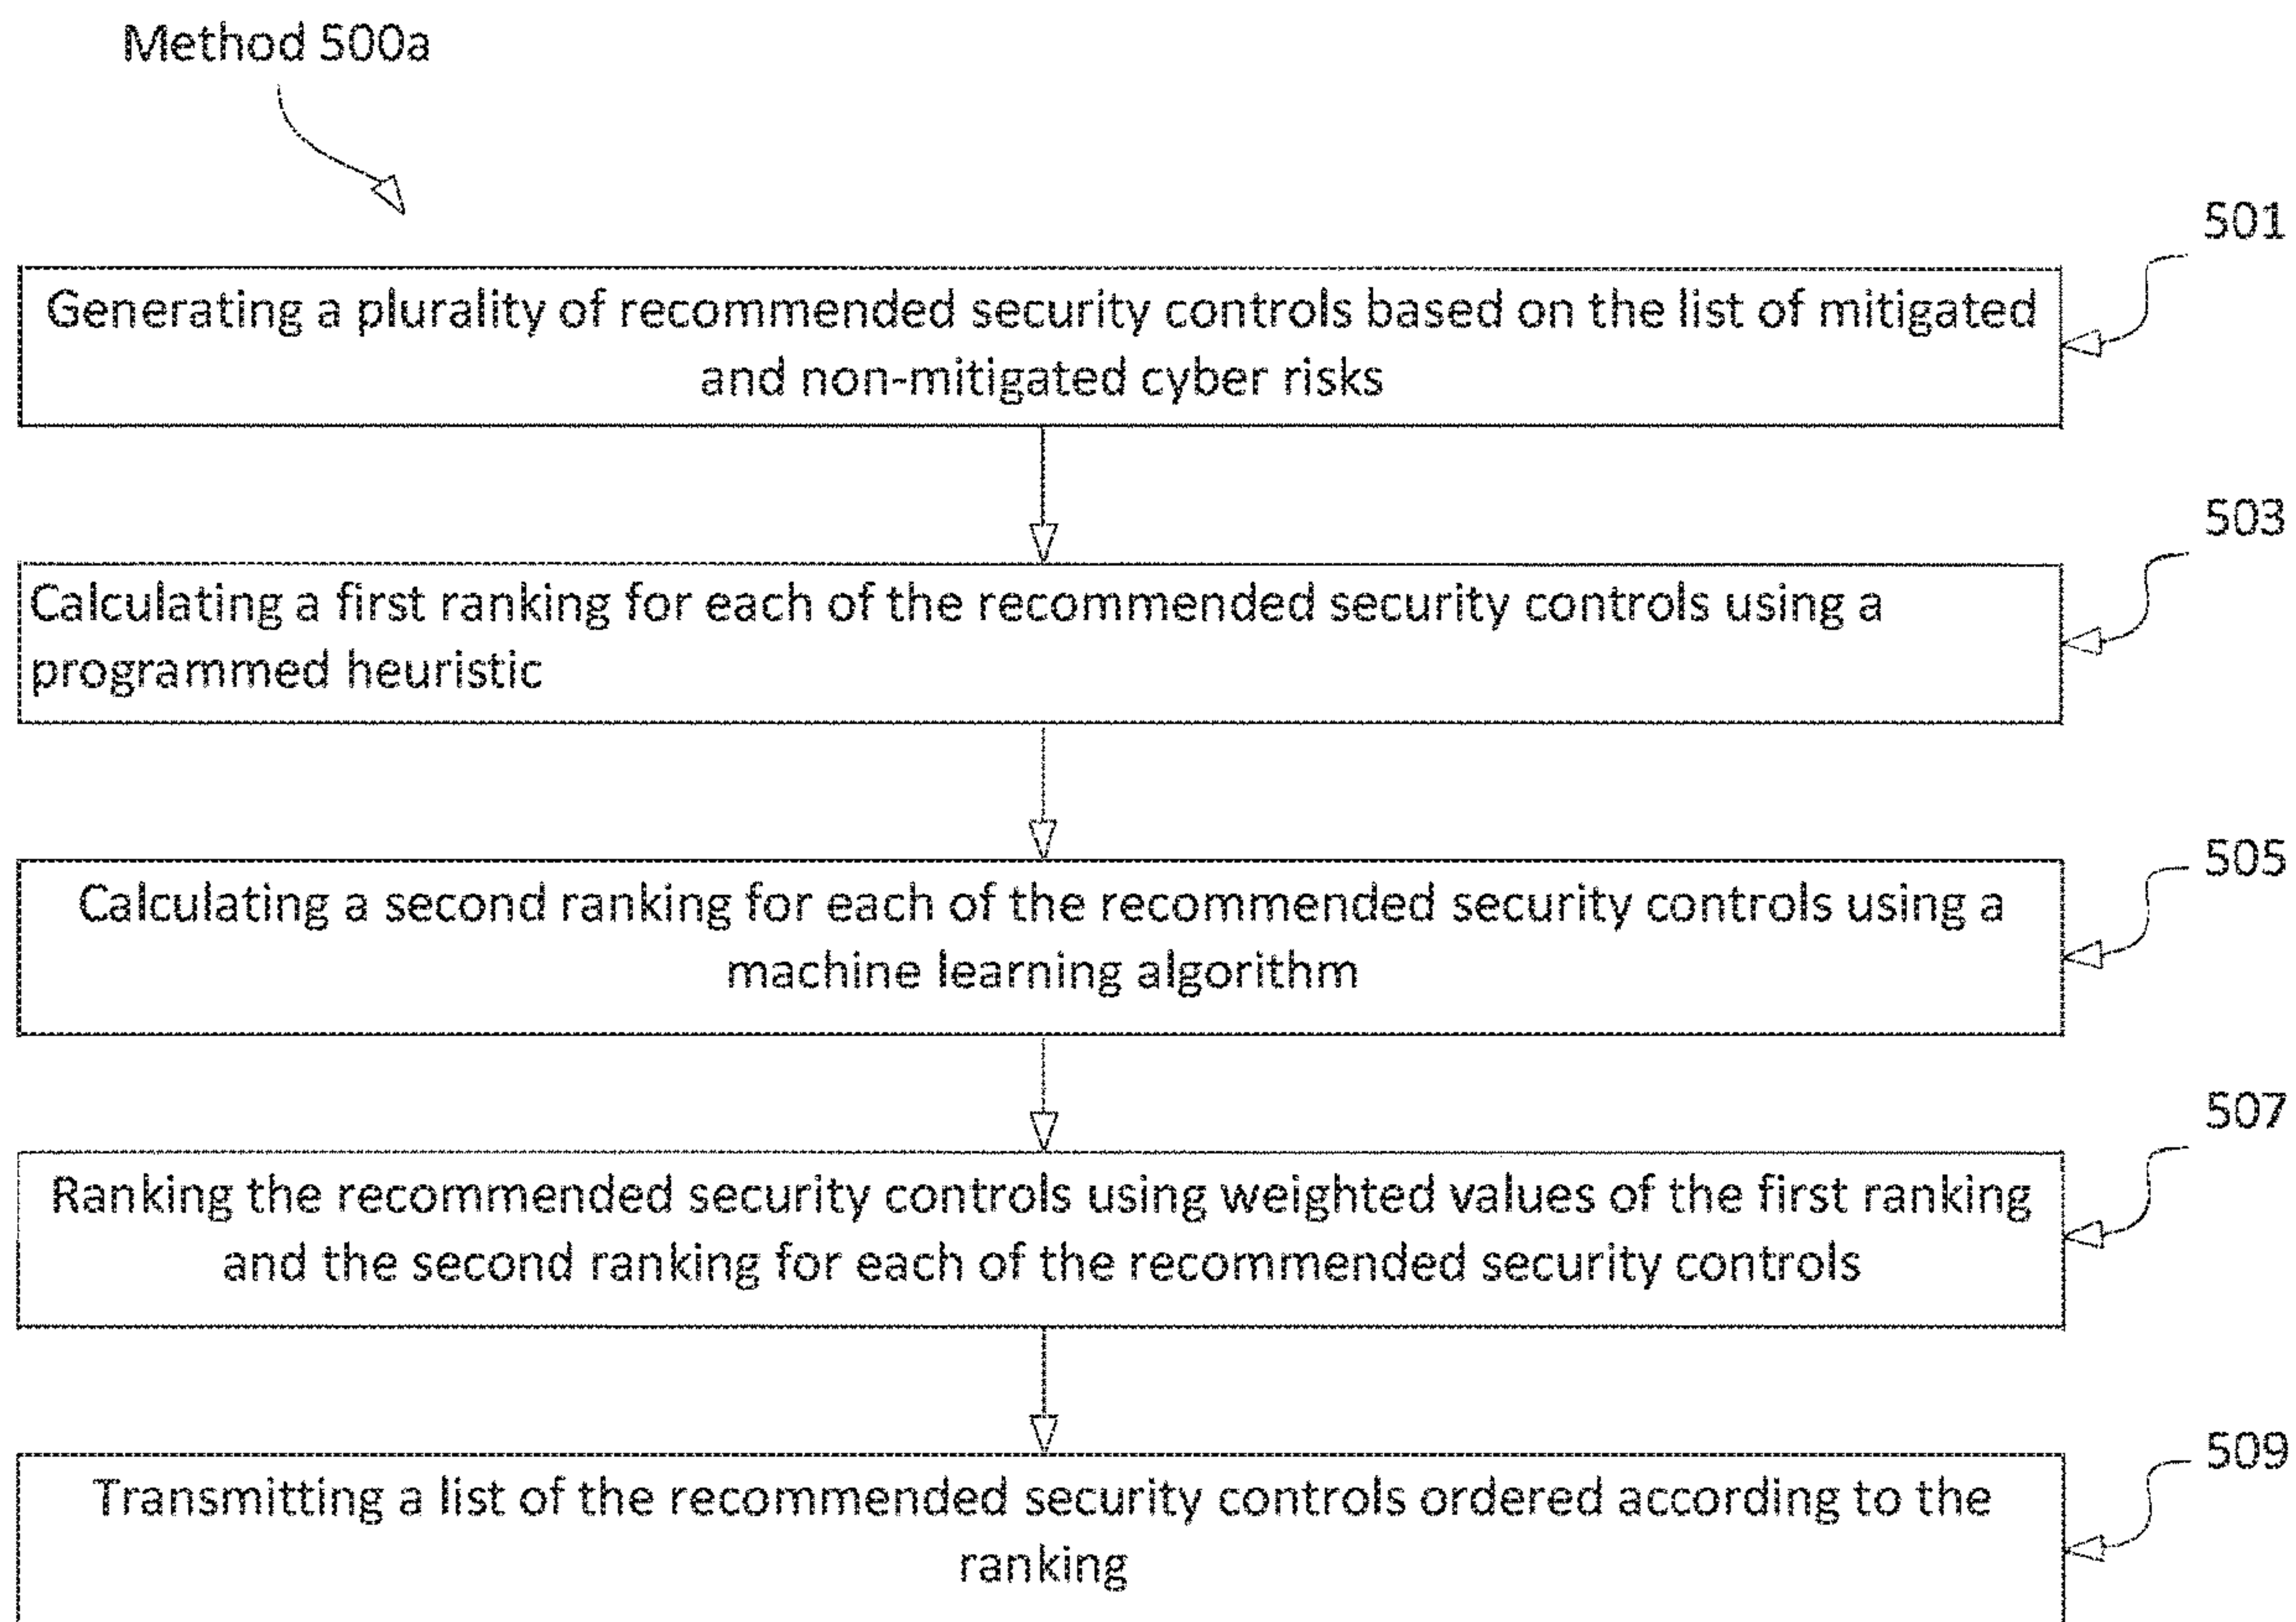 Method 500a
501
Generating a plurality of recommended security controls based on the list of mitigated
and non-mitigated cyber risks
503
Calculating a first ranking for each of the recommended security controls using a
programmed heuristic
505
Calculating a second ranking for each of the recommended security controls using a
machine learning algorithm
507
Ranking the recommended security controls using weighted values of the first ranking
and the second ranking for each of the recommended security controls
509
Transmitting a list of the recommended security controls ordered according to the
ranking